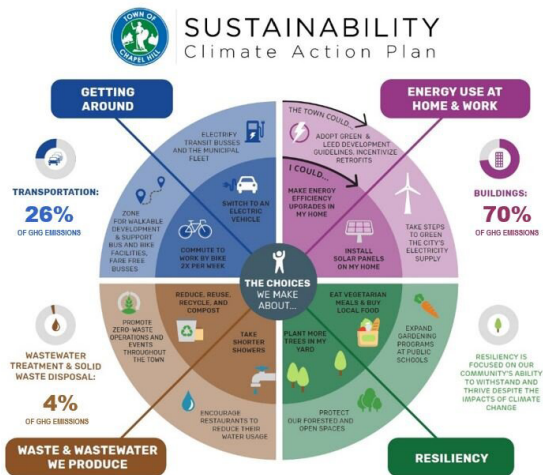 TOWN OF
CHAPEL HILL
SUSTAINABILITY
Climate Action Plan
GETTING
AROUND
ENERGY USE AT
HOME & WORK
TRANSPORTATION:
26%
OF GHG EMISSIONS
BUILDINGS:
70%
OF GHG EMISSIONS
ELECTRIFY
TRANSIT BUSSES
AND THE MUNICIPAL
FLEET
ZONE
FOR WALKABLE
DEVELOPMENT
& SUPPORT
BUS AND BIKE
FACILITIES,
FARE FREE
BUSSES
SWITCH TO AN
ELECTRIC
VEHICLE
COMMUTE TO
WORK BY BIKE
2X PER WEEK
THE TOWN COULD...
ADOPT GREEN &
LEED DEVELOPMENT
GUIDELINES, INCENTIVIZE
RETROFITS
I COULD...
MAKE ENERGY
EFFICIENCY
UPGRADES IN
MY HOME
INSTALL
SOLAR PANELS
ON MY HOME
TAKE STEPS
TO GREEN
THE CITY'S
ELECTRICITY
SUPPLY
THE CHOICES
WE MAKE
ABOUT...
REDUCE, REUSE,
RECYCLE, AND
COMPOST
TAKE
SHORTER
SHOWERS
PROMOTE
ZERO-WASTE
OPERATIONS AND
EVENTS
THROUGHOUT
THE TOWN
ENCOURAGE
RESTAURANTS TO
REDUCE THEIR
WATER USAGE
EAT VEGETARIAN
MEALS & BUY
LOCAL FOOD
PLANT MORE
TREES IN MY
YARD
EXPAND
GARDENING
PROGRAMS
AT PUBLIC
SCHOOLS
PROTECT
OUR FORESTED AND
OPEN SPACES
WASTEWATER
TREATMENT & SOLID
WASTE DISPOSAL:
4%
OF GHG EMISSIONS
RESILIENCY IS
FOCUSED ON OUR
COMMUNITY'S ABILITY
TO WITHSTAND AND
THRIVE DESPITE THE
IMPACTS OF CLIMATE
CHANGE
WASTE & WASTEWATER
WE PRODUCE
RESILIENCY